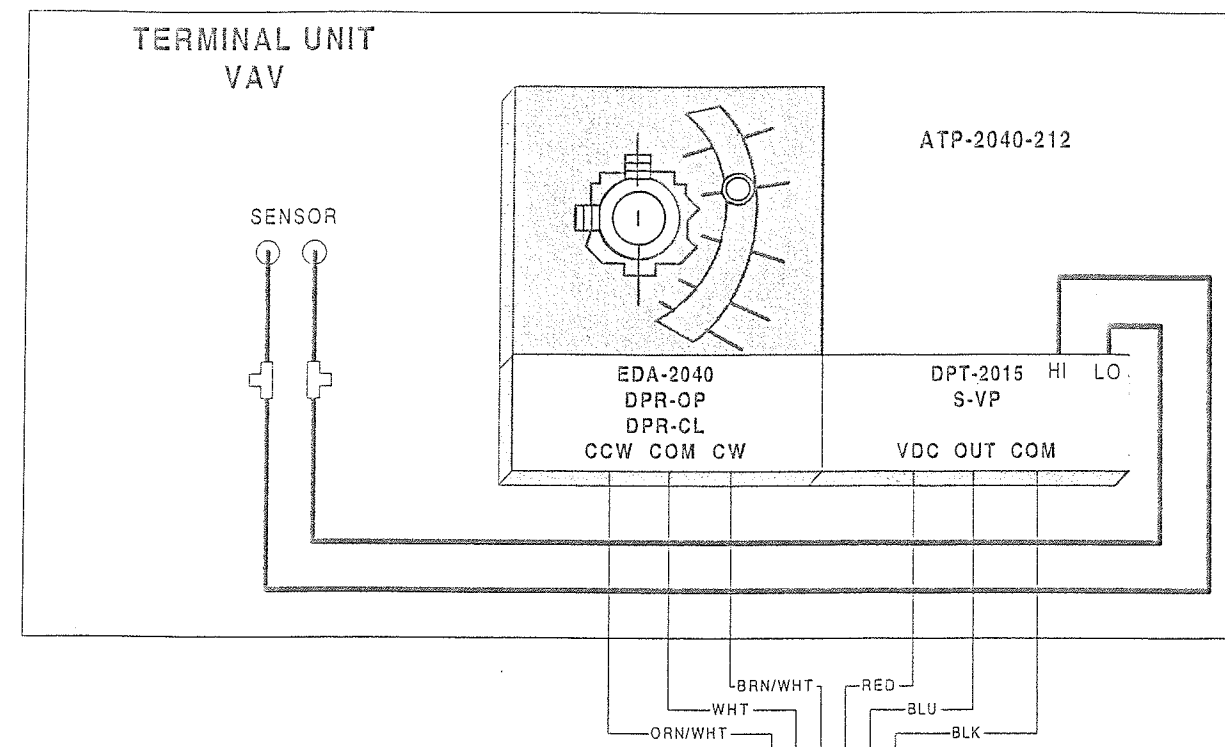 TERMINAL UNIT
VAV
ATP-2040-212
SENSOR
EDA-2040
DPR-OP
DPR-CL
CCW COM CW
DPT-2015
S-VP
HI LO
VDC OUT COM
BRN/WHT
RED
WHT
BLU
ORN/WHT
BLK